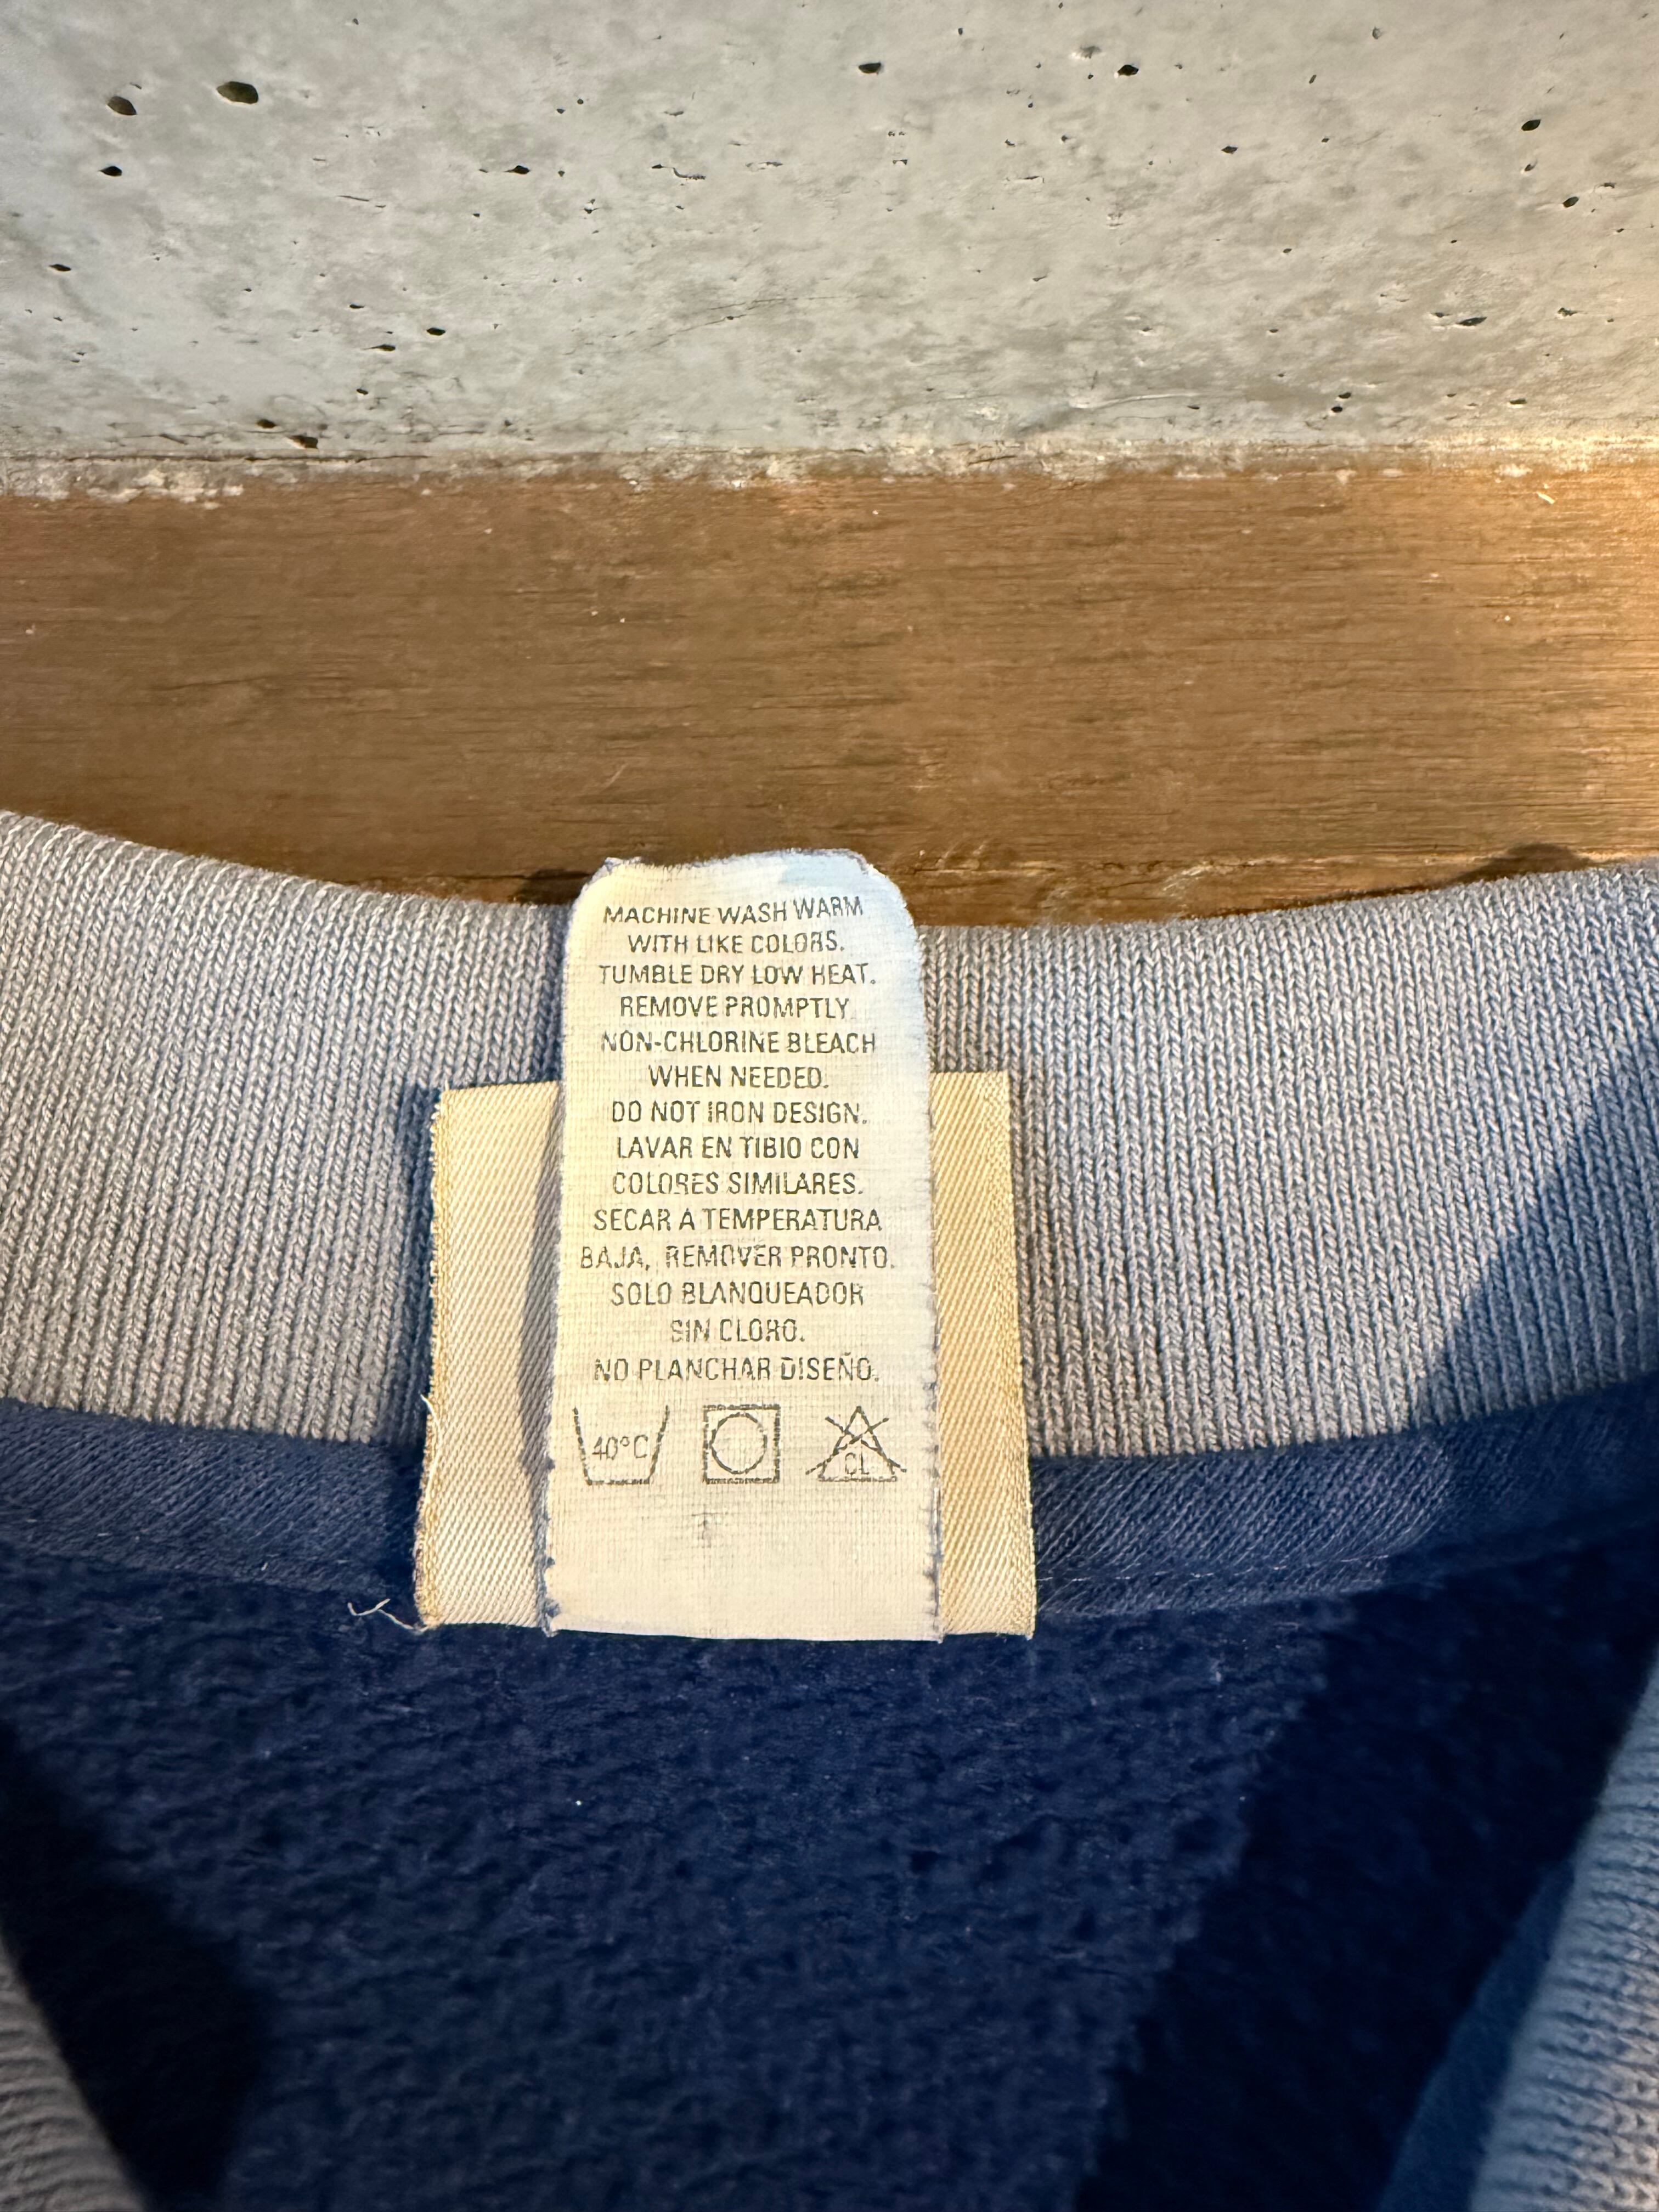 MACHINE WASH WARM
WITH LIKE COLORS.
TUMBLE DRY LOW HEAT.
REMOVE PROMPTLY
NON-CHLORINE BLEACH
WHEN NEEDED.
DO NOT IRON DESIGN.
LAVAR EN TIBIO CON
COLORES SIMILARES.
SECAR A TEMPERATURA
BAJA, REMOVER PRONTO.
SOLO BLANQUEADOR
SIN CLORO.
NO PLANCHAR DISEÑO.
40°C CL